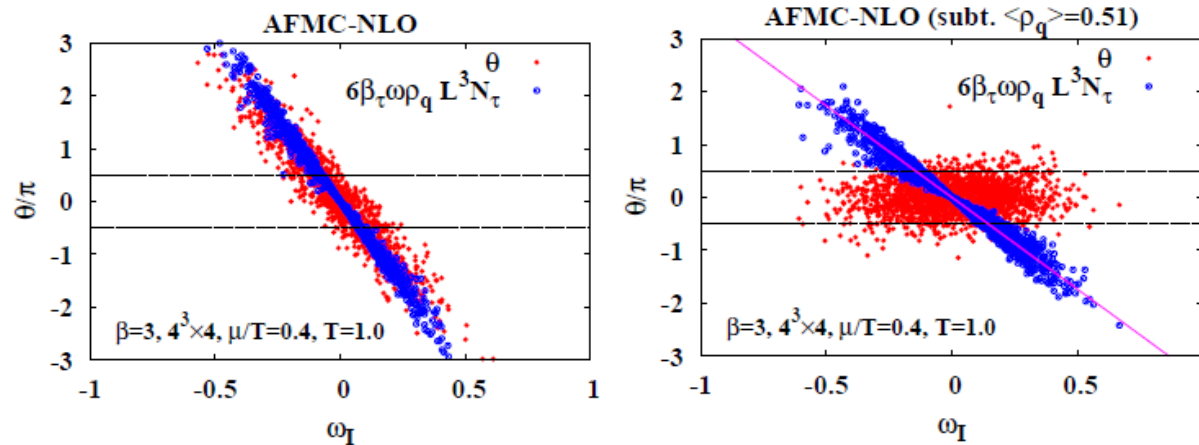 AFMC-NLO
θ
6β_τωρ_q L³N_τ
θ/π
3
2
1
0
-1
-2
-3
β=3, 4³×4, μ/T=0.4, T=1.0
-1 -0.5 0 0.5 1
ω_I
AFMC-NLO (subt. <ρ_q>=0.51)
θ
6β_τωρ_q L³N_τ
θ/π
3
2
1
0
-1
-2
-3
β=3, 4³×4, μ/T=0.4, T=1.0
-1 -0.5 0 0.5
ω_I